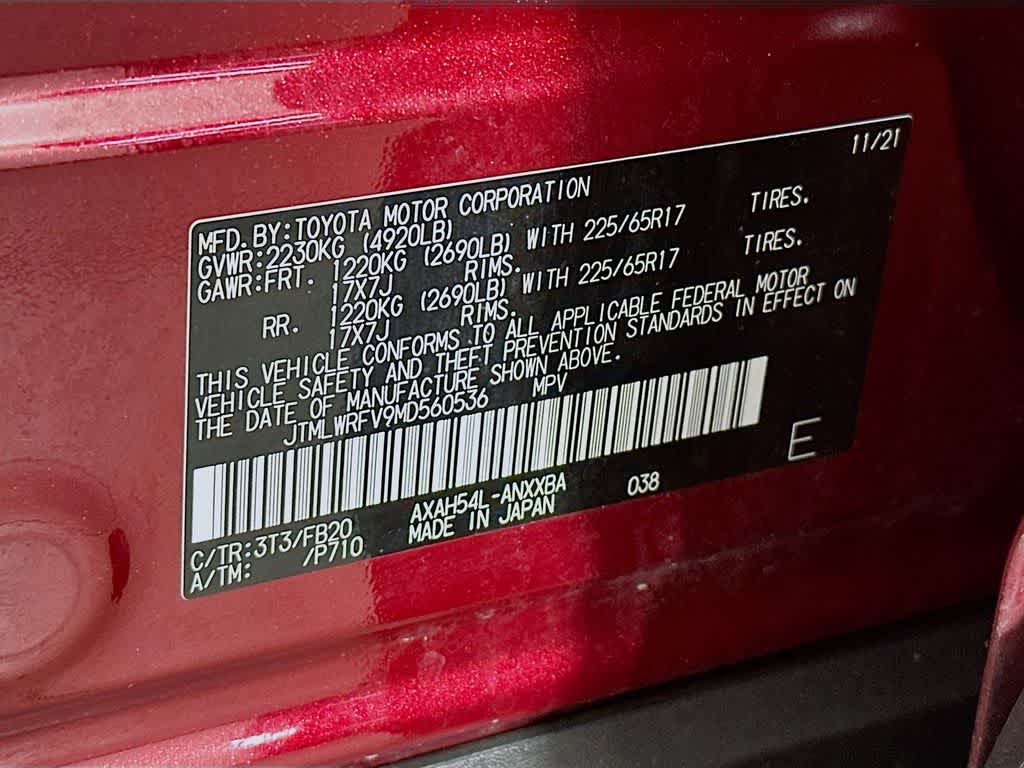 11/21
MFD.BY:TOYOTA MOTOR CORPORATION
GVWR:2230KG (4920LB)
GAWR:FRT. 1220KG (2690LB) WITH 225/65R17 TIRES.
17X7J RIMS.
RR. 1220KG (2690LB) WITH 225/65R17 TIRES.
17X7J RIMS.
THIS VEHICLE CONFORMS TO ALL APPLICABLE FEDERAL MOTOR
VEHICLE SAFETY AND THEFT PREVENTION STANDARDS IN EFFECT ON
THE DATE OF MANUFACTURE SHOWN ABOVE.
JTMLWRFV9MD560536 MPV
E
C/TR:3T3/FB20 AXAH54L-ANXXBA 038
A/TM: /P710 MADE IN JAPAN